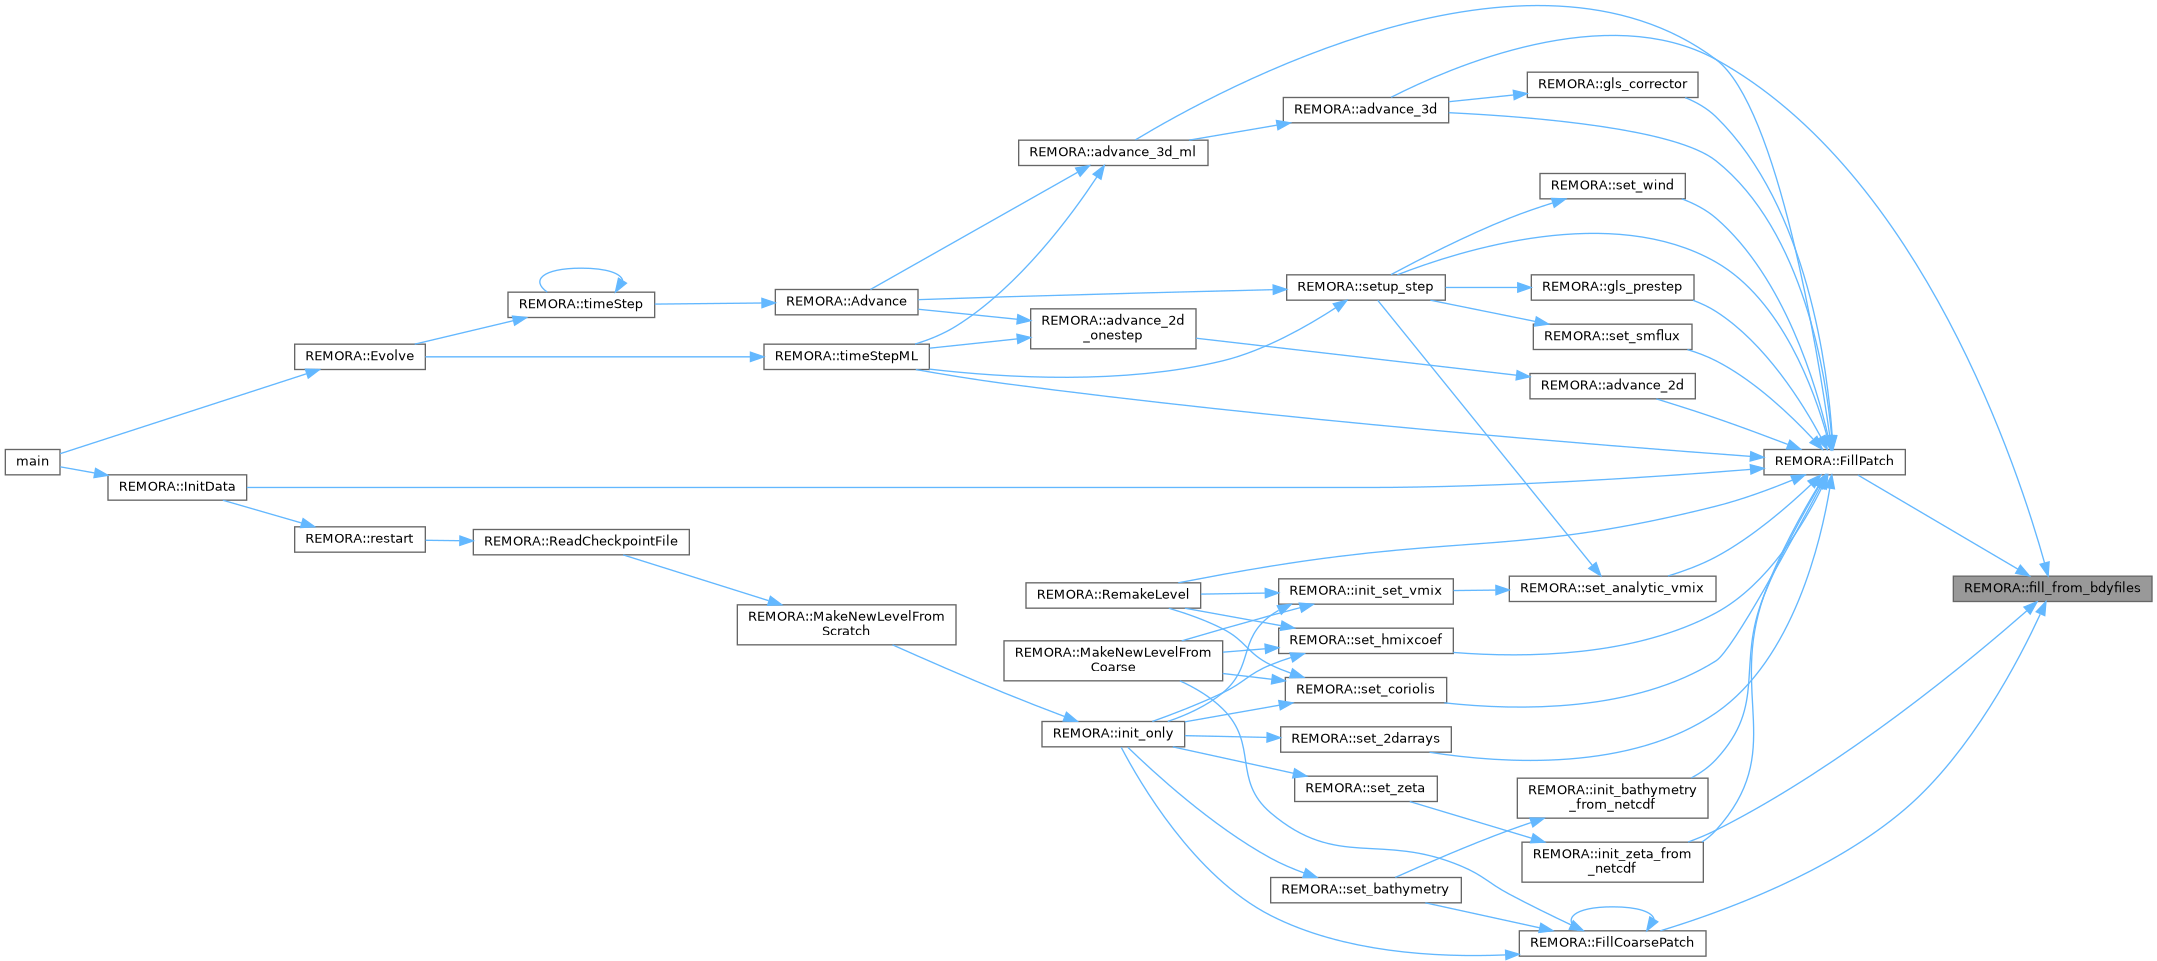 REMORA::gls_corrector
REMORA::advance_3d
REMORA::advance_3d_ml
REMORA::set_wind
REMORA::timeStep
REMORA::Advance
REMORA::setup_step
REMORA::gls_prestep
REMORA::advance_2d
_onestep
REMORA::set_smflux
REMORA::Evolve
REMORA::timeStepML
REMORA::advance_2d
main
REMORA::FillPatch
REMORA::InitData
REMORA::restart
REMORA::ReadCheckpointFile
REMORA::RemakeLevel
REMORA::init_set_vmix
REMORA::set_analytic_vmix
REMORA::fill_from_bdyfiles
REMORA::MakeNewLevelFrom
Scratch
REMORA::set_hmixcoef
REMORA::MakeNewLevelFrom
Coarse
REMORA::set_coriolis
REMORA::init_only
REMORA::set_2darrays
REMORA::set_zeta
REMORA::init_bathymetry
_from_netcdf
REMORA::init_zeta_from
_netcdf
REMORA::set_bathymetry
REMORA::FillCoarsePatch